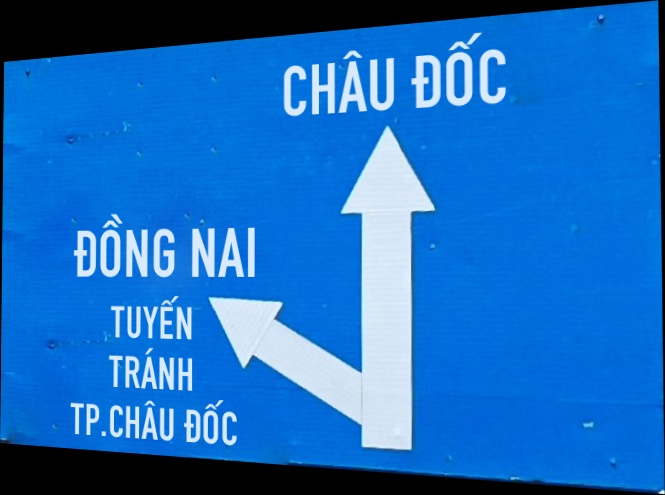 CHÂU ĐỐC
ĐỒNG NAI
TUYẾN
TRÁNH
TP.CHÂU ĐỐC